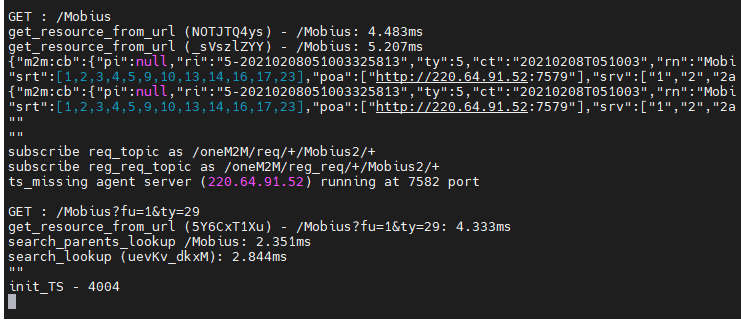 GET : /Mobius
get_resource_from_url (NOTJTQ4ys) - /Mobius: 4.483ms
get_resource_from_url (_sVszlZYY) - /Mobius: 5.207ms
{"m2m:cb":{"pi":null,"ri":"5-20210208051003325813","ty":5,"ct":"20210208T051003","rn":"Mobi
"srt":[1,2,3,4,5,9,10,13,14,16,17,23],"poa":["http://220.64.91.52:7579"],"srv":["1","2","2a
{"m2m:cb":{"pi":null,"ri":"5-20210208051003325813","ty":5,"ct":"20210208T051003","rn":"Mobi
"srt":[1,2,3,4,5,9,10,13,14,16,17,23],"poa":["http://220.64.91.52:7579"],"srv":["1","2","2a
""
""
subscribe req_topic as /oneM2M/req/+/Mobius2/+
subscribe reg_req_topic as /oneM2M/reg_req/+/Mobius2/+
ts_missing agent server (220.64.91.52) running at 7582 port
GET : /Mobius?fu=1&ty=29
get_resource_from_url (5Y6CxT1Xu) - /Mobius?fu=1&ty=29: 4.333ms
search_parents_lookup /Mobius: 2.351ms
search_lookup (uevKv_dkxM): 2.844ms
""
init_TS - 4004